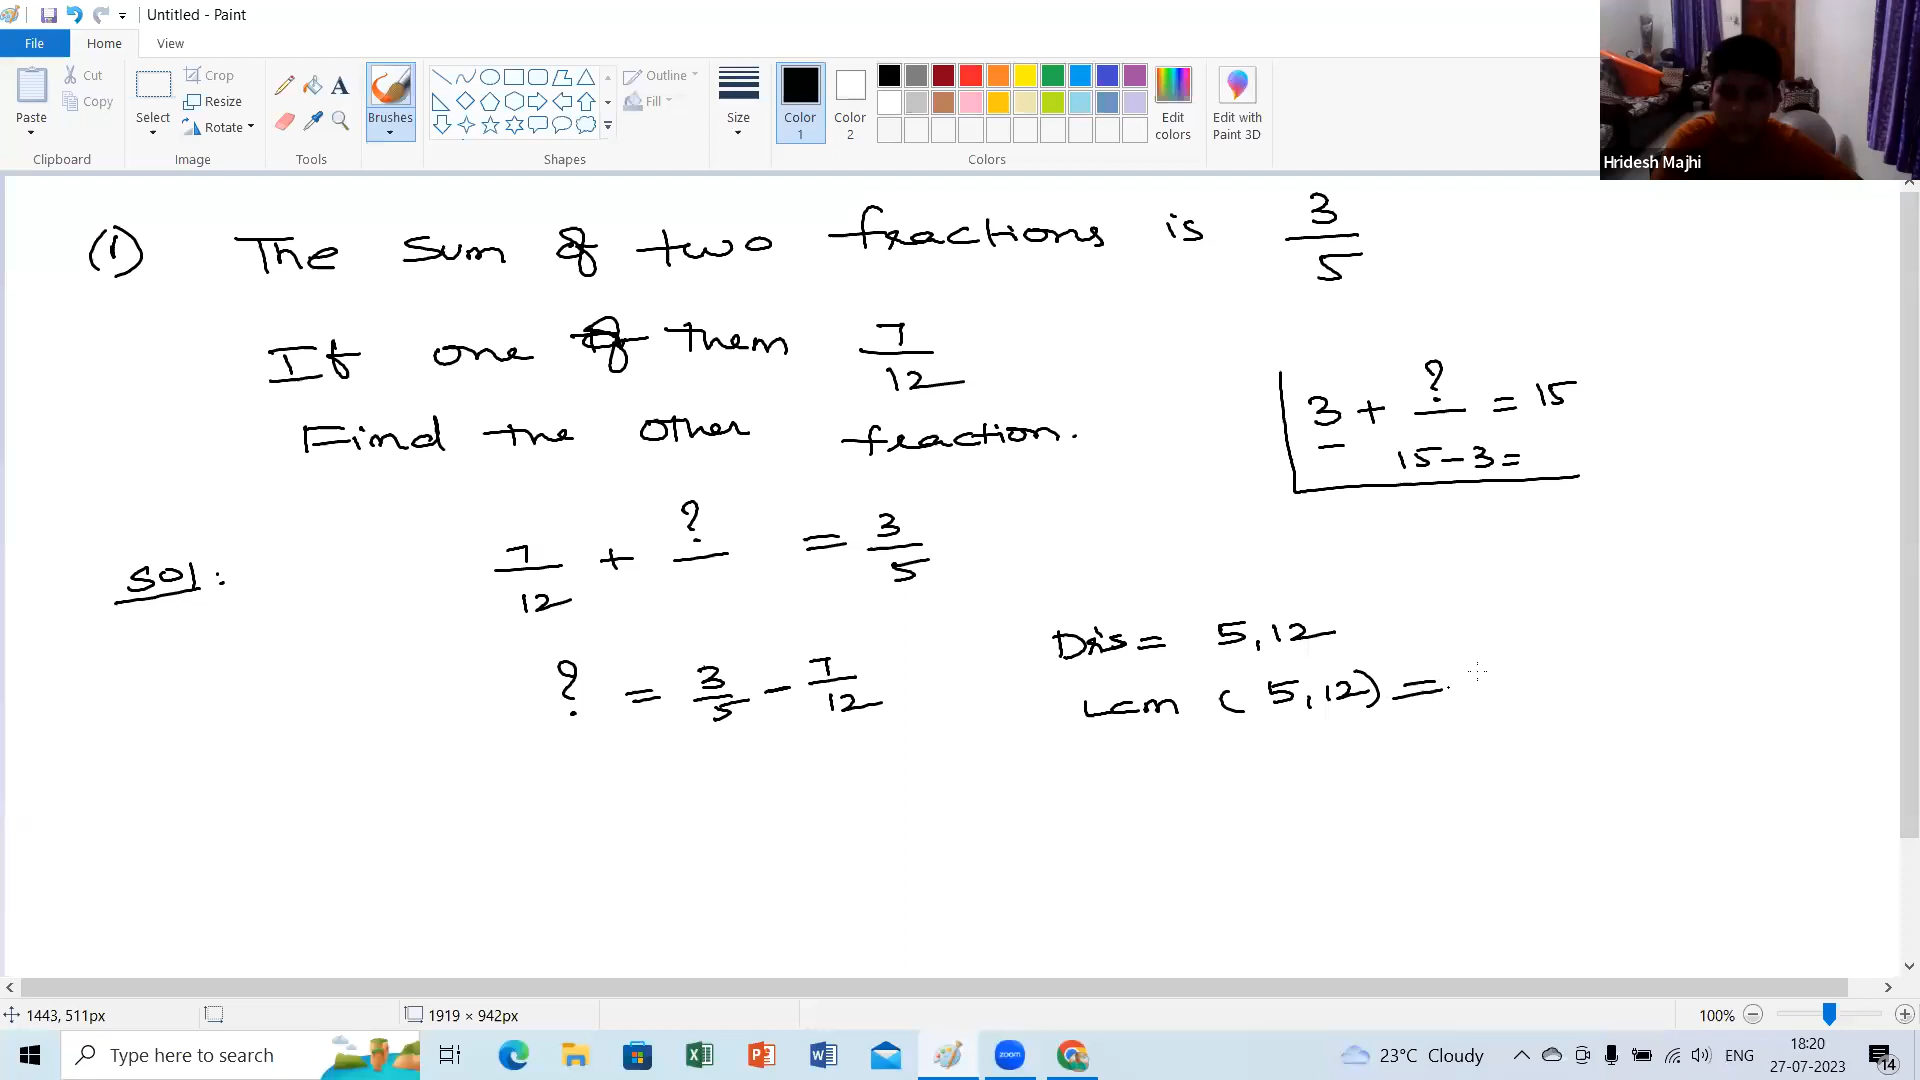 Untitled - Paint
File Home View
Paste Cut Copy Select Crop Resize Rotate Brushes Outline Fill Size Color 1 Color 2 Edit colors Edit with Paint 3D
Clipboard Image Tools Shapes Colors
Hridesh Majhi
(1) The sum of two fractions is 3/5
If one of them 7/12
Find the other fraction.
3 + ? = 15
15-3=
Sol: 7/12 + ? = 3/5
? = 3/5 - 7/12
= 5,12
Lcm (5,12) =
1443, 511px 1919 × 942px 100%
Type here to search
zoom
23°C Cloudy ENG 18:20
27-07-2023
14